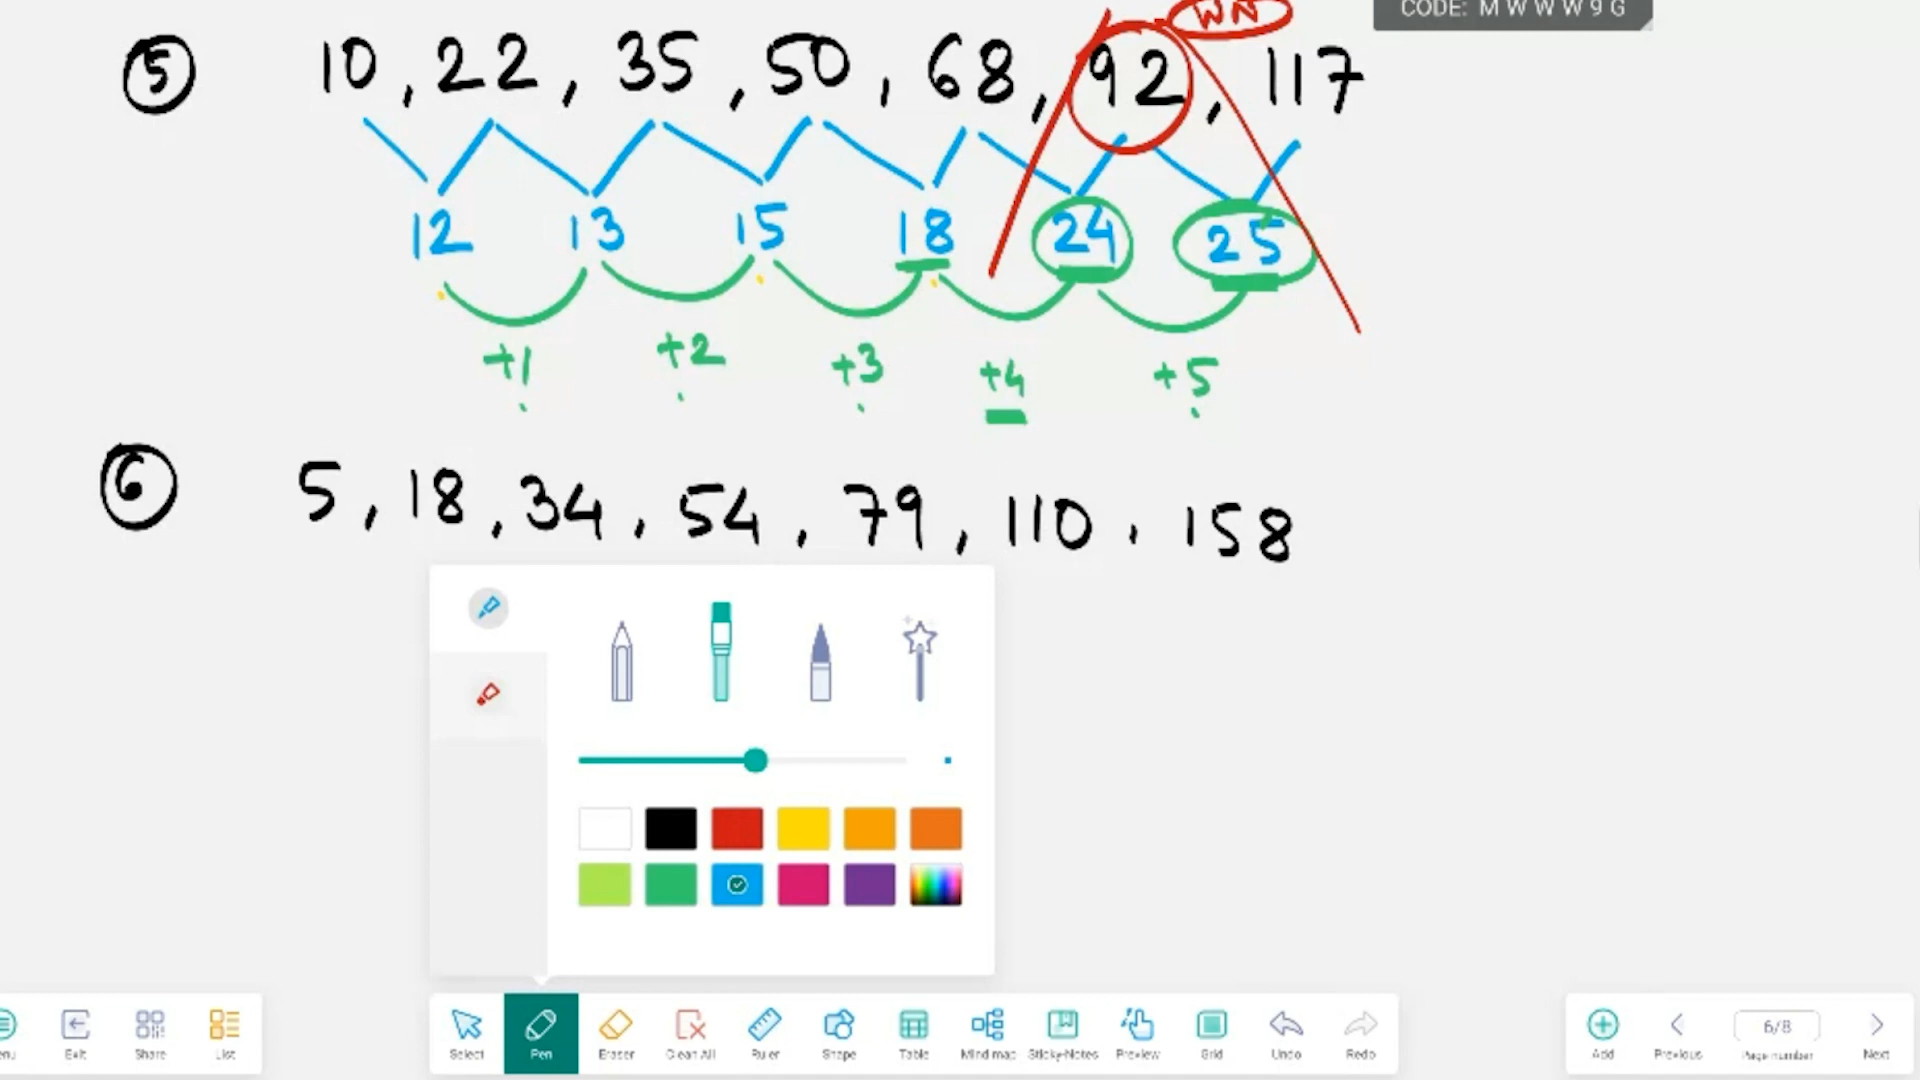 CODE: MWWW9G
WN
5 10, 22, 35, 50, 68, 92, 117
12 13 15 18 24 25
+1 +2 +3 +4 +5
6 5, 18, 34, 54, 79, 110, 158
Exit Share List Select Pen Eraser Clean All Ruler Shape Table Mind map Sticky-Notes Preview Grid Undo Redo Add Previous 6/8 Page number Next